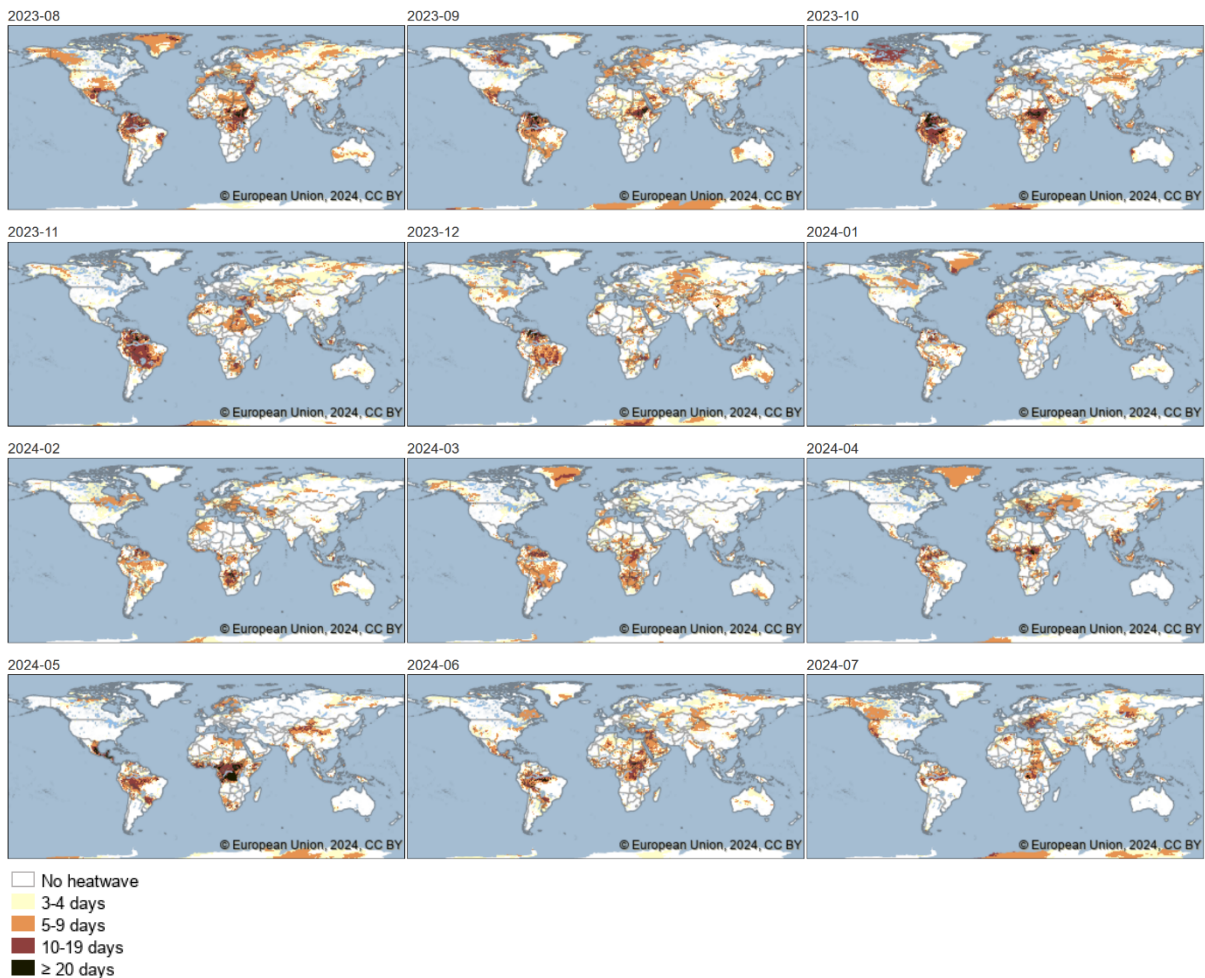 2023-08
2023-09
2023-10
© European Union, 2024, CC BY
© European Union, 2024, CC BY
© European Union, 2024, CC BY
2023-11
2023-12
2024-01
© European Union, 2024, CC BY
© European Union, 2024, CC BY
© European Union, 2024, CC BY
2024-02
2024-03
2024-04
© European Union, 2024, CC BY
© European Union, 2024, CC BY
© European Union, 2024, CC BY
2024-05
2024-06
2024-07
© European Union, 2024, CC BY
© European Union, 2024, CC BY
© European Union, 2024, CC BY
No heatwave
3-4 days
5-9 days
10-19 days
≥ 20 days